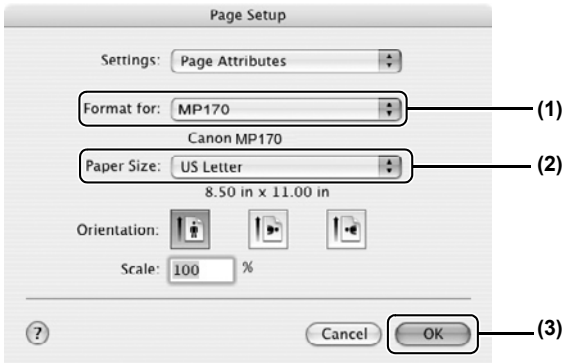 Page Setup
Settings: Page Attributes
Format for: MP170 (1)
Canon MP170
Paper Size: US Letter (2)
8.50 in x 11.00 in
Orientation:
Scale: 100 %
? Cancel OK (3)